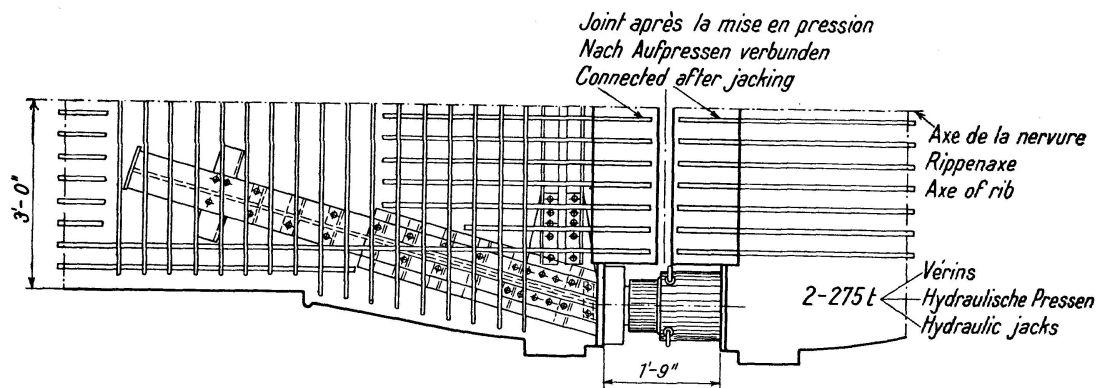 Joint après la mise en pression
Nach Aufpressen verbunden
Connected after jacking
Axe de la nervure
Rippenaxe
Axe of rib
3'-0"
2-275 t
Vérins
Hydraulische Pressen
Hydraulic jacks
1'-9"